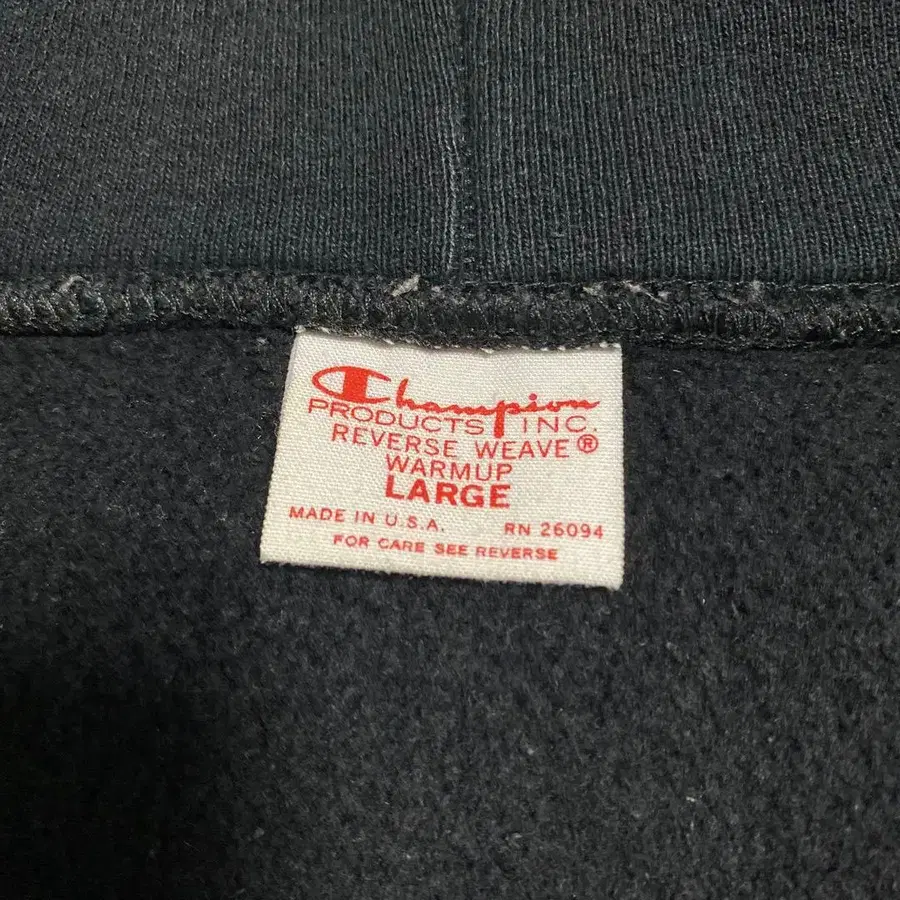 Champion
PRODUCTS INC.
REVERSE WEAVE®
WARMUP
LARGE
MADE IN U.S.A. RN 26094
FOR CARE SEE REVERSE